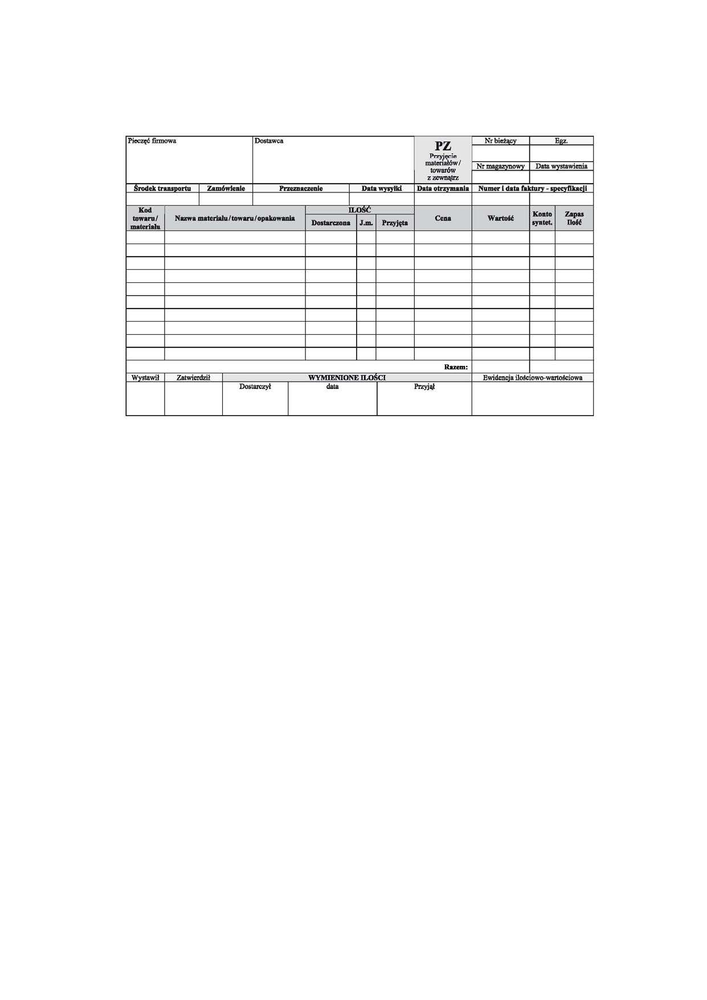 Pieczęć firmowa
Dostawca
PZ
Przyjęcie
materiałów/
towarów
z zewnątrz
Nr bieżący
Egz.
Nr magazynowy
Data wystawienia
Środek transportu
Zamówienie
Przeznaczenie
Data wysyłki
Data otrzymania
Numer i data faktury - specyfikacji
Kod
towaru/
materiału
Nazwa materiału/towaru/opakowania
ILOŚĆ
Dostarczona
J.m.
Przyjęta
Cena
Wartość
Konto
syntet.
Zapas
Ilość
Razem:
Wystawił
Zatwierdził
WYMIENIONE ILOŚCI
Ewidencja ilościowo-wartościowa
Dostarczył
data
Przyjął